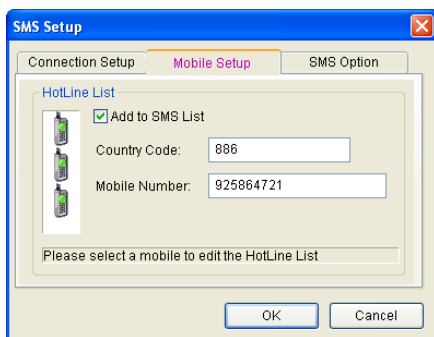 SMS Setup
Connection Setup Mobile Setup SMS Option
HotLine List
Add to SMS List
Country Code: 886
Mobile Number: 925864721
Please select a mobile to edit the HotLine List
OK Cancel